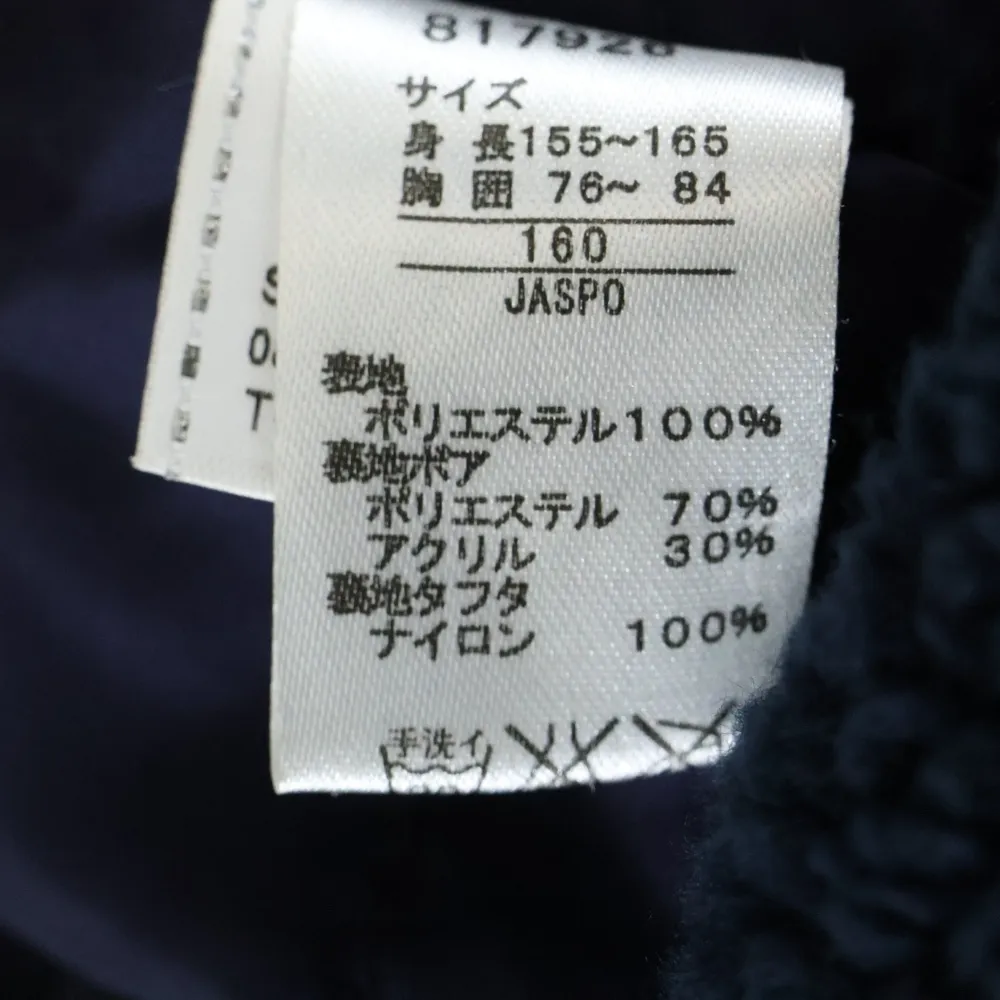 817926
サイズ
身 長155~165
胸 囲 76~ 84
160
JASPO
表地
ポリエステル100%
裏地ボア
ポリエステル 70%
アクリル 30%
裏地タフタ
ナイロン 100%
手洗イ